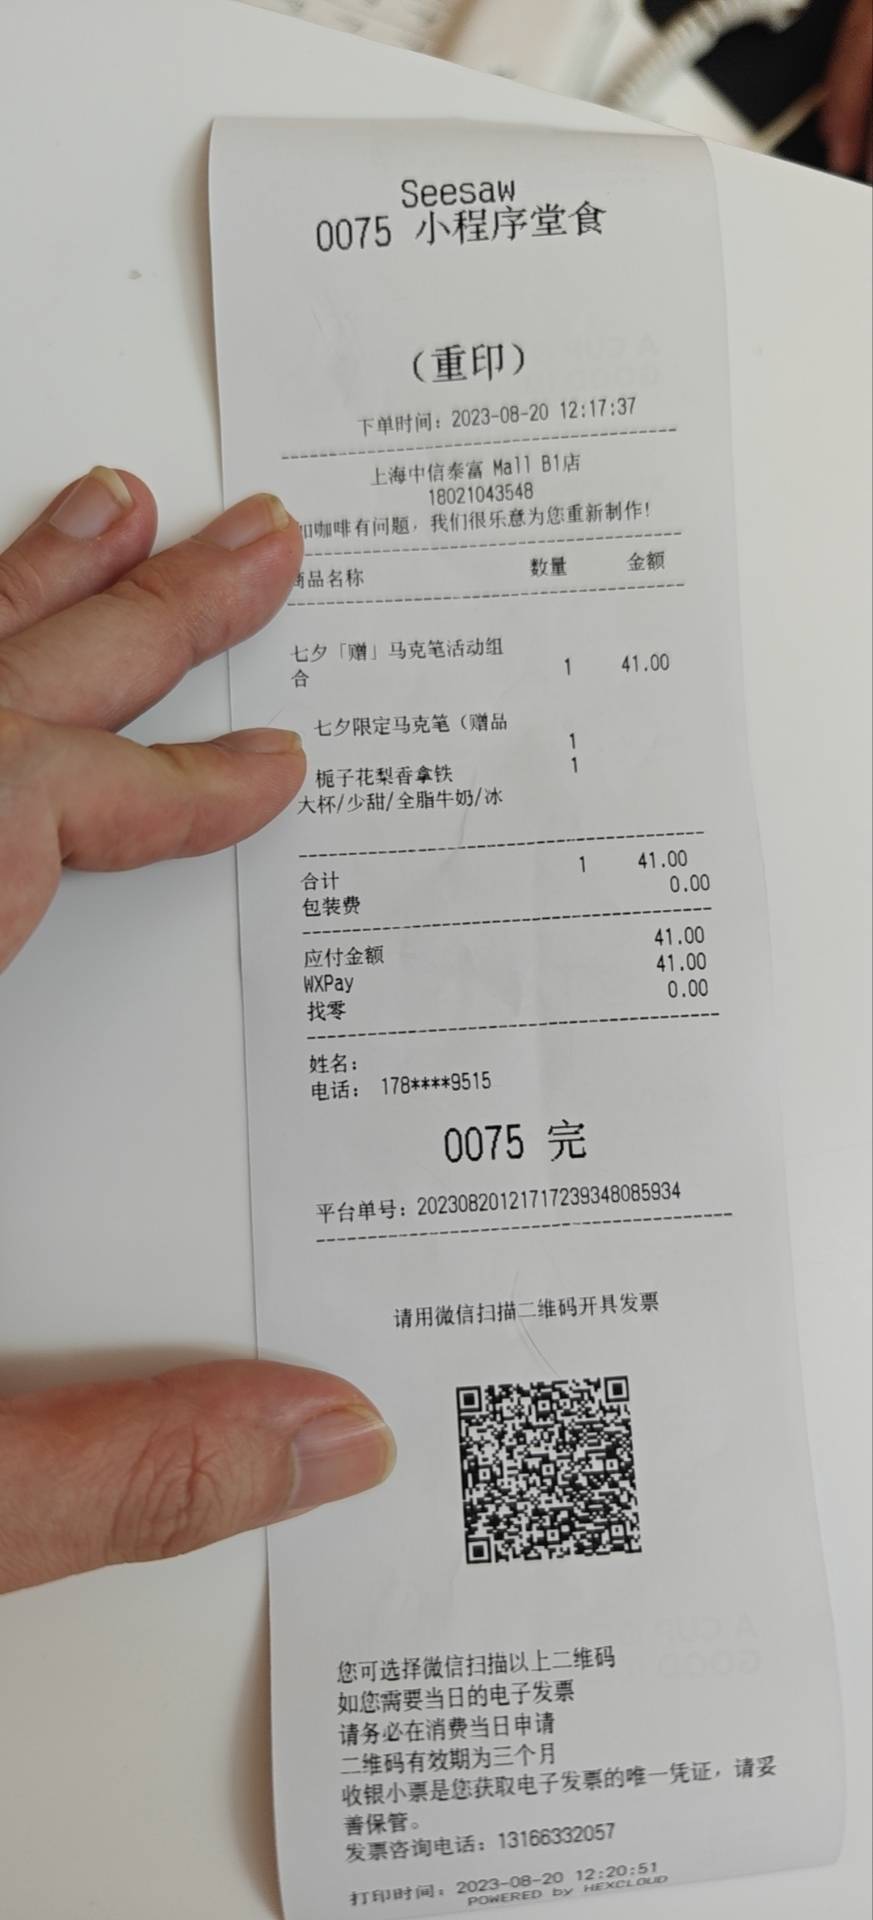 Seesaw
0075 小程序堂食
（重印）
下单时间：2023-08-20 12:17:37
上海中信泰富 Mall B1店
18021043548
咖啡有问题，我们很乐意为您重新制作！
商品名称 数量 金额
七夕「赠」马克笔活动组
合 1 41.00
七夕限定马克笔（赠品
1
栀子花梨香拿铁 1
大杯/少甜/全脂牛奶/冰
合计 1 41.00
包装费 0.00
应付金额 41.00
WXPay 41.00
找零 0.00
姓名：
电话： 178****9515
0075 完
平台单号：20230820121717239348085934
请用微信扫描二维码开具发票
您可选择微信扫描以上二维码
如您需要当日的电子发票
请务必在消费当日申请
二维码有效期为三个月
收银小票是您获取电子发票的唯一凭证，请妥
善保管。
发票咨询电话：13166332057
打印时间：2023-08-20 12:20:51
POWERED by HEXCLOUD